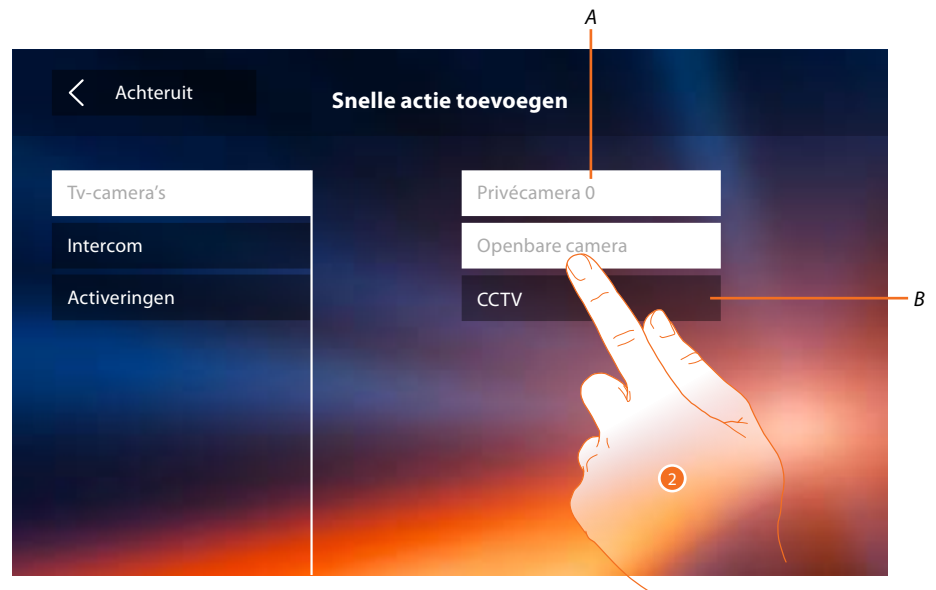 A
Achteruit
Snelle actie toevoegen
Tv-camera's
Privécamera 0
Intercom
Openbare camera
Activeringen
CCTV
B
2